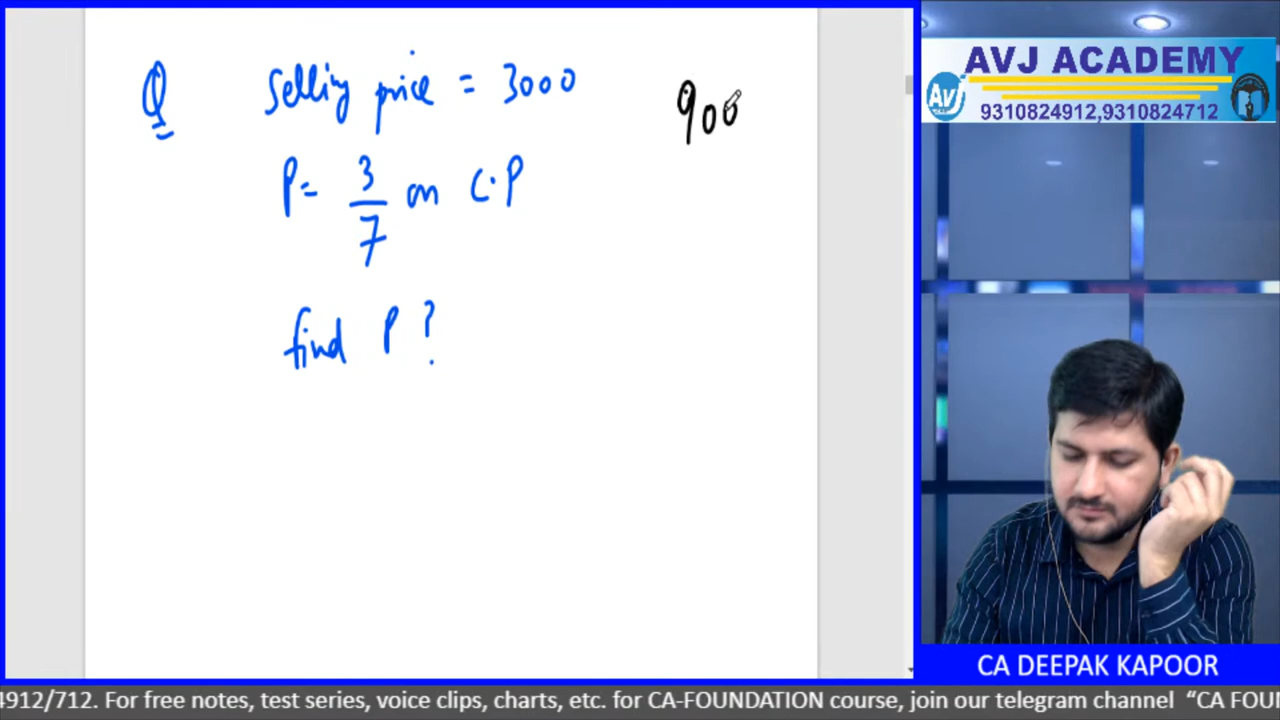 Q Selling price = 3000
900
P = 3/7 on C.P
find P ?
AVJ ACADEMY
AVJ
9310824912,9310824712
CA DEEPAK KAPOOR
4912/712. For free notes, test series, voice clips, charts, etc. for CA-FOUNDATION course, join our telegram channel "CA FOU